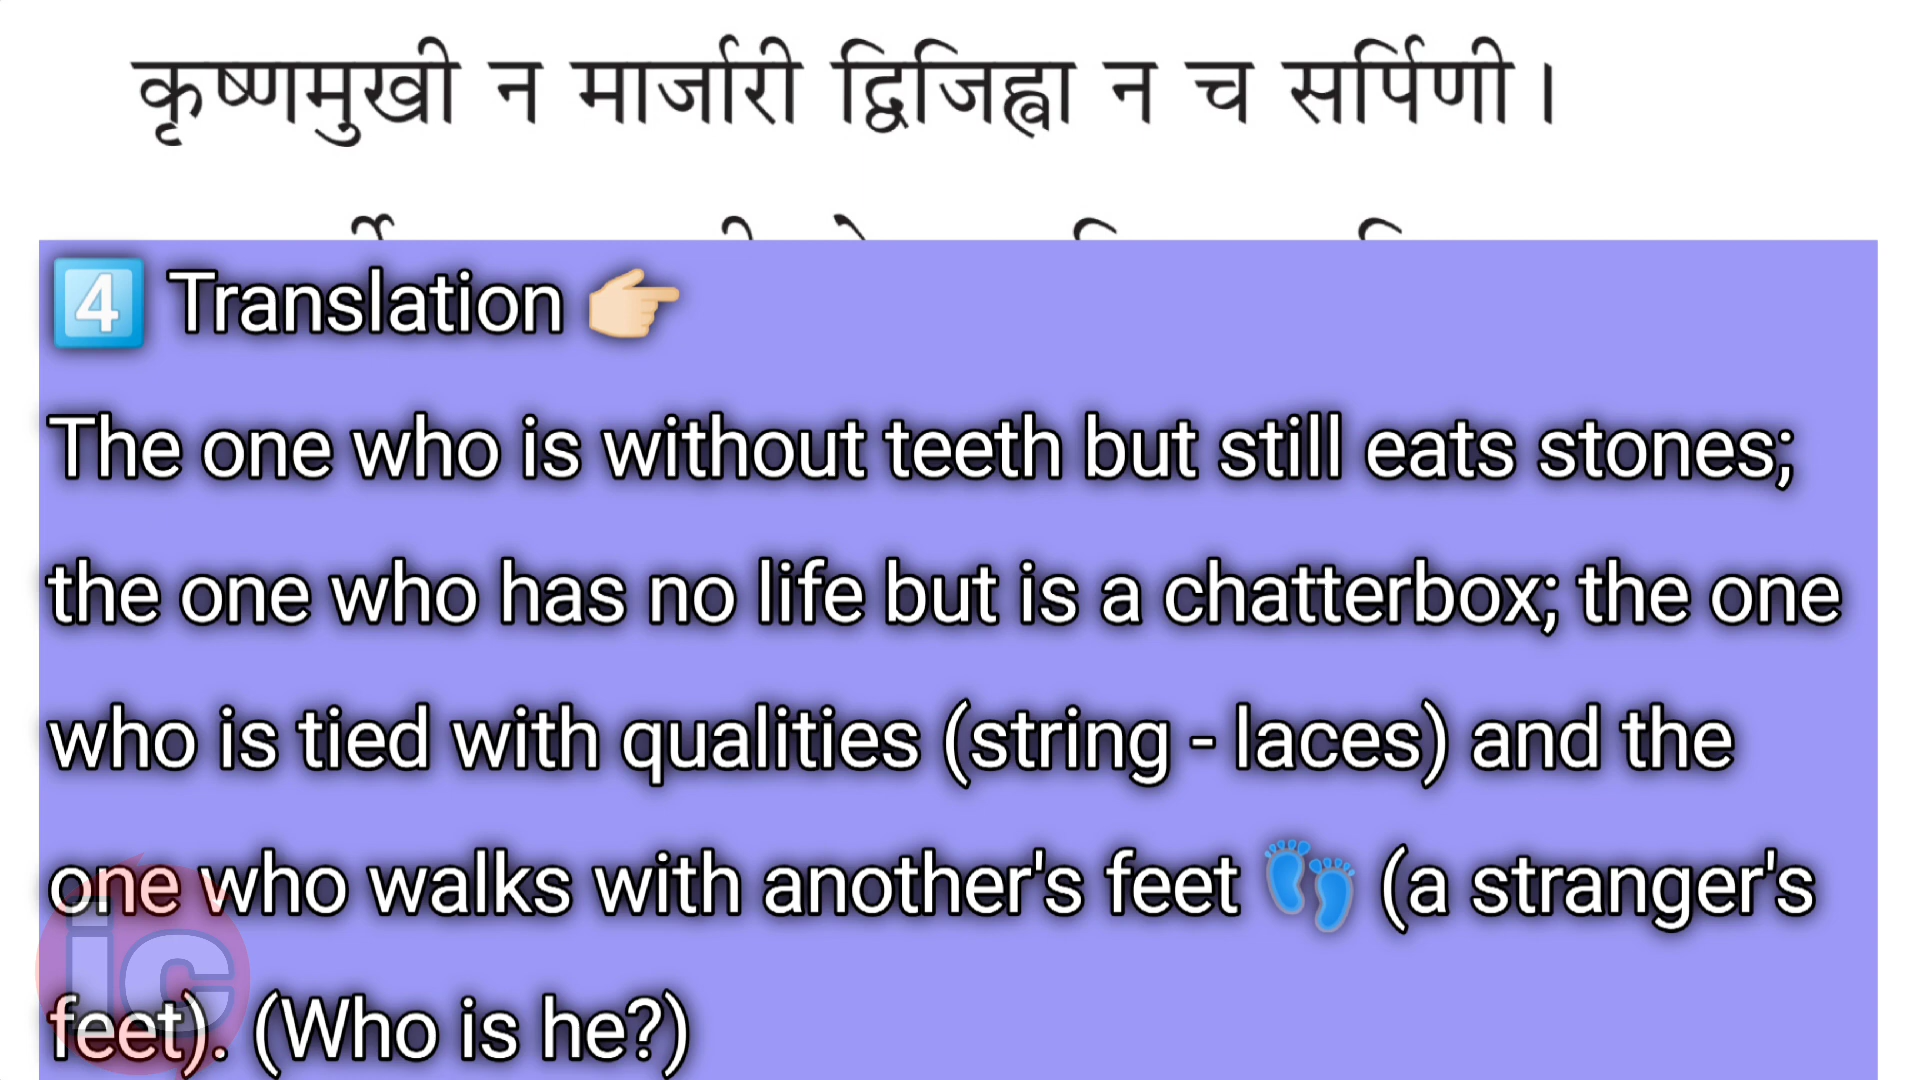 कृष्णमुखी न मार्जारी द्विजिह्वा न च सर्पिणी।
4 Translation 👉🏻
The one who is without teeth but still eats stones;
the one who has no life but is a chatterbox; the one
who is tied with qualities (string - laces) and the
one who walks with another's feet 👣 (a stranger's
feet). (Who is he?)
ic